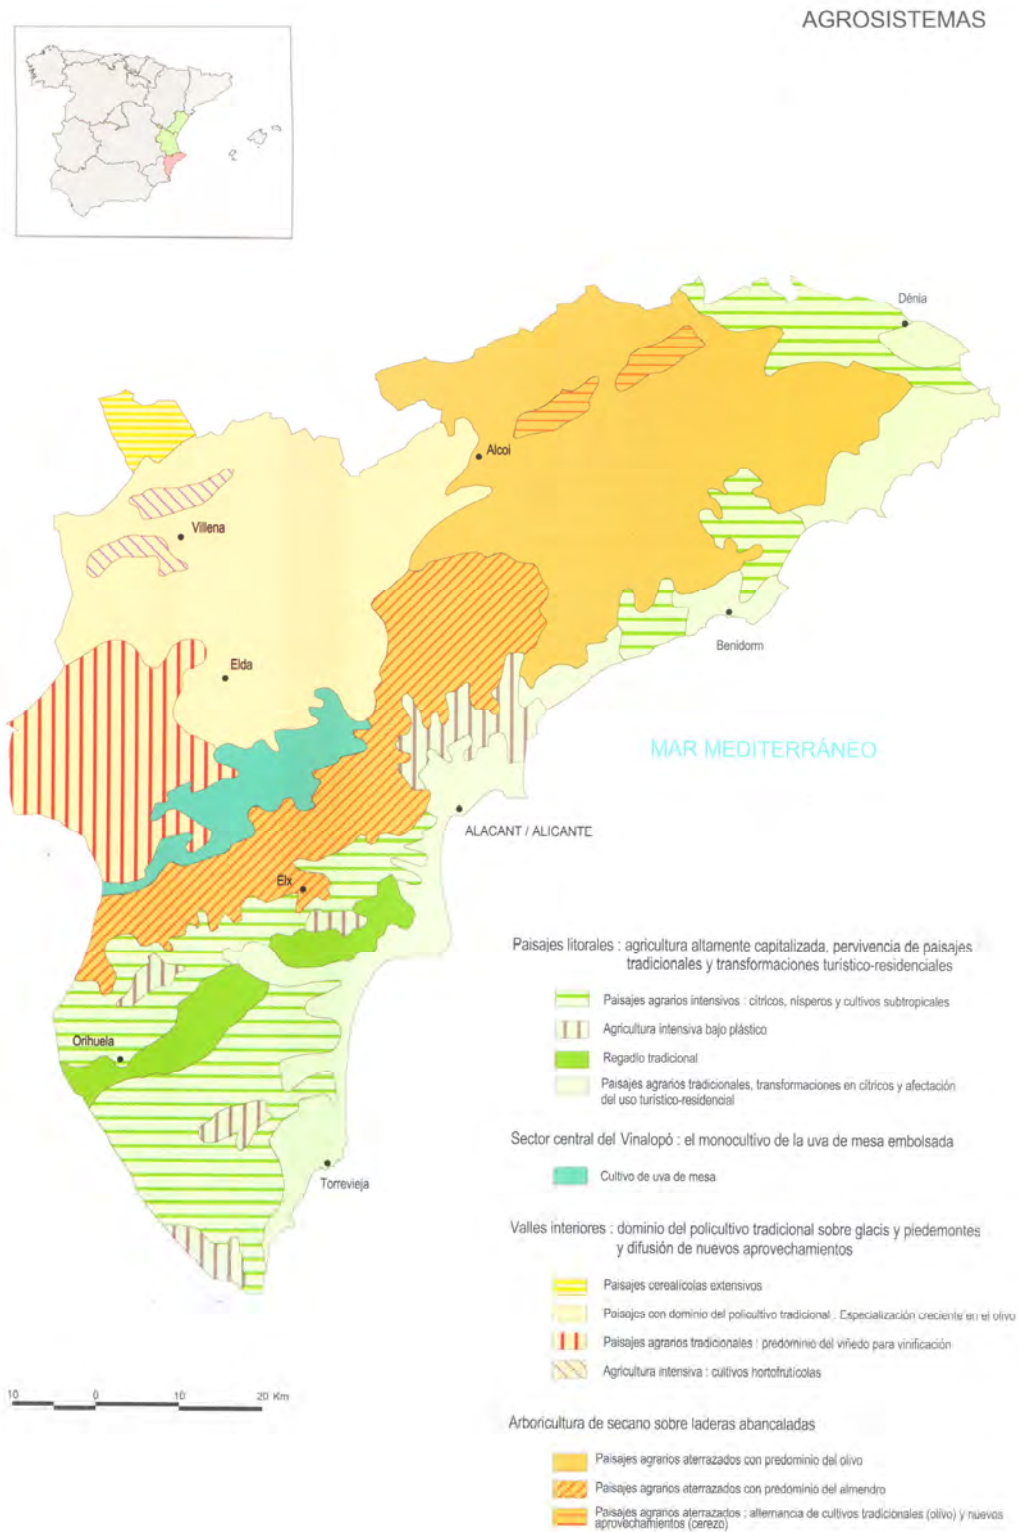 AGROSISTEMAS
Dénia
Alcoi
Villena
Elda
Benidorm
MAR MEDITERRÁNEO
ALACANT / ALICANTE
Elx
Orihuela
Torrevieja
Paisajes litorales : agricultura altamente capitalizada, pervivencia de paisajes
tradicionales y transformaciones turístico-residenciales
Paisajes agrarios intensivos : cítricos, nísperos y cultivos subtropicales
Agricultura intensiva bajo plástico
Regadío tradicional
Paisajes agrarios tradicionales, transformaciones en cítricos y afectación
del uso turístico-residencial
Sector central del Vinalopó : el monocultivo de la uva de mesa embolsada
Cultivo de uva de mesa
Valles interiores : dominio del policultivo tradicional sobre glacis y piedemontes
y difusión de nuevos aprovechamientos
Paisajes cerealícolas extensivos
Paisajes con dominio del policultivo tradicional : Especialización creciente en el olivo
Paisajes agrarios tradicionales : predominio del viñedo para vinificación
Agricultura intensiva : cultivos hortofrutícolas
10 0 10 20 Km
Arboricultura de secano sobre laderas abancaladas
Paisajes agrarios aterrazados con predominio del olivo
Paisajes agrarios aterrazados con predominio del almendro
Paisajes agrarios aterrazados : alternancia de cultivos tradicionales (olivo) y nuevos
aprovechamientos (cerezo)